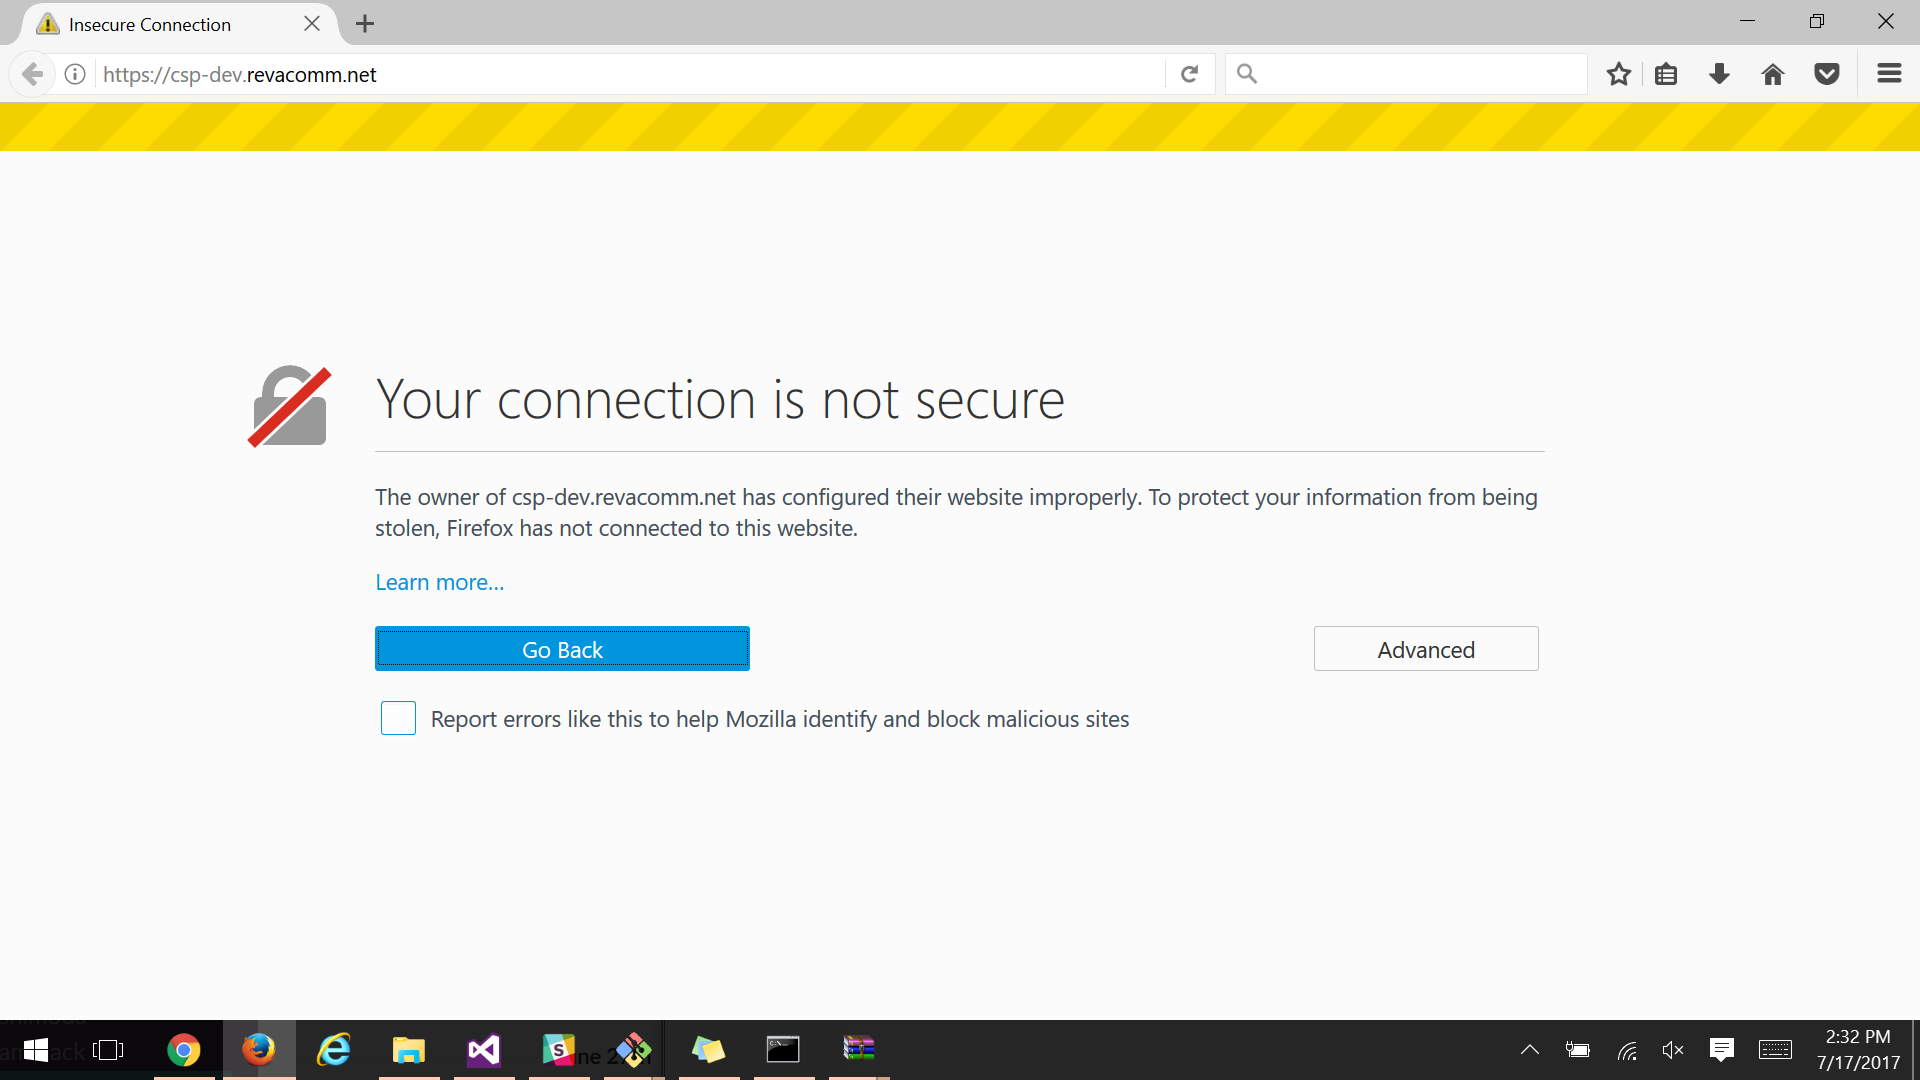 Insecure Connection
https://csp-dev.revacomm.net
Your connection is not secure
The owner of csp-dev.revacomm.net has configured their website improperly. To protect your information from being
stolen, Firefox has not connected to this website.
Learn more...
Go Back
Advanced
Report errors like this to help Mozilla identify and block malicious sites
2:32 PM
7/17/2017